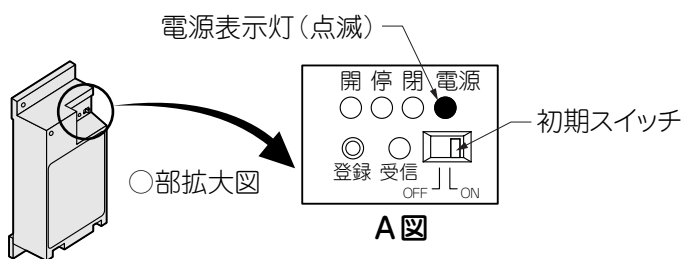 電源表示灯（点滅）
開 停 閉 電源
初期スイッチ
登録 受信
OFF ON
○部拡大図
A図